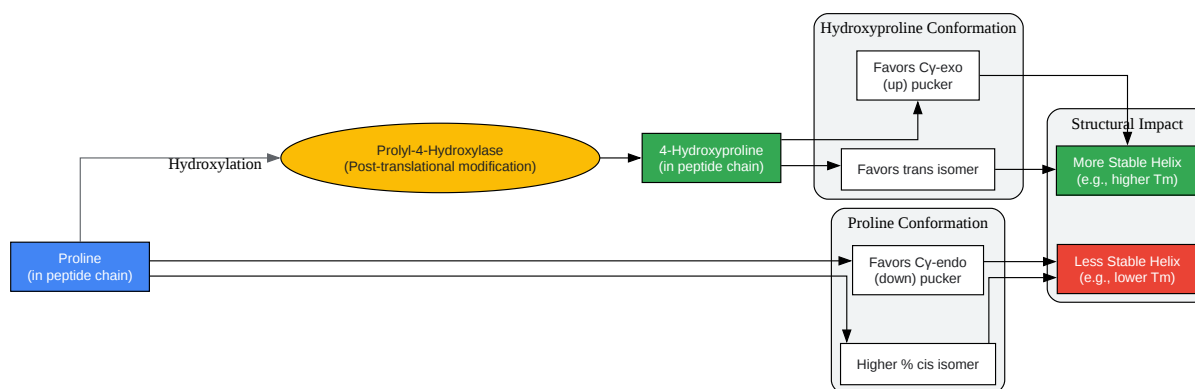 Hydroxyproline Conformation
Favors Cγ-exo
(up) pucker
Structural Impact
Prolyl-4-Hydroxylase
(Post-translational modification)
4-Hydroxyproline
(in peptide chain)
Hydroxylation
Favors trans isomer
More Stable Helix
(e.g., higher Tm)
Proline Conformation
Proline
(in peptide chain)
Favors Cγ-endo
(down) pucker
Less Stable Helix
(e.g., lower Tm)
Higher % cis isomer